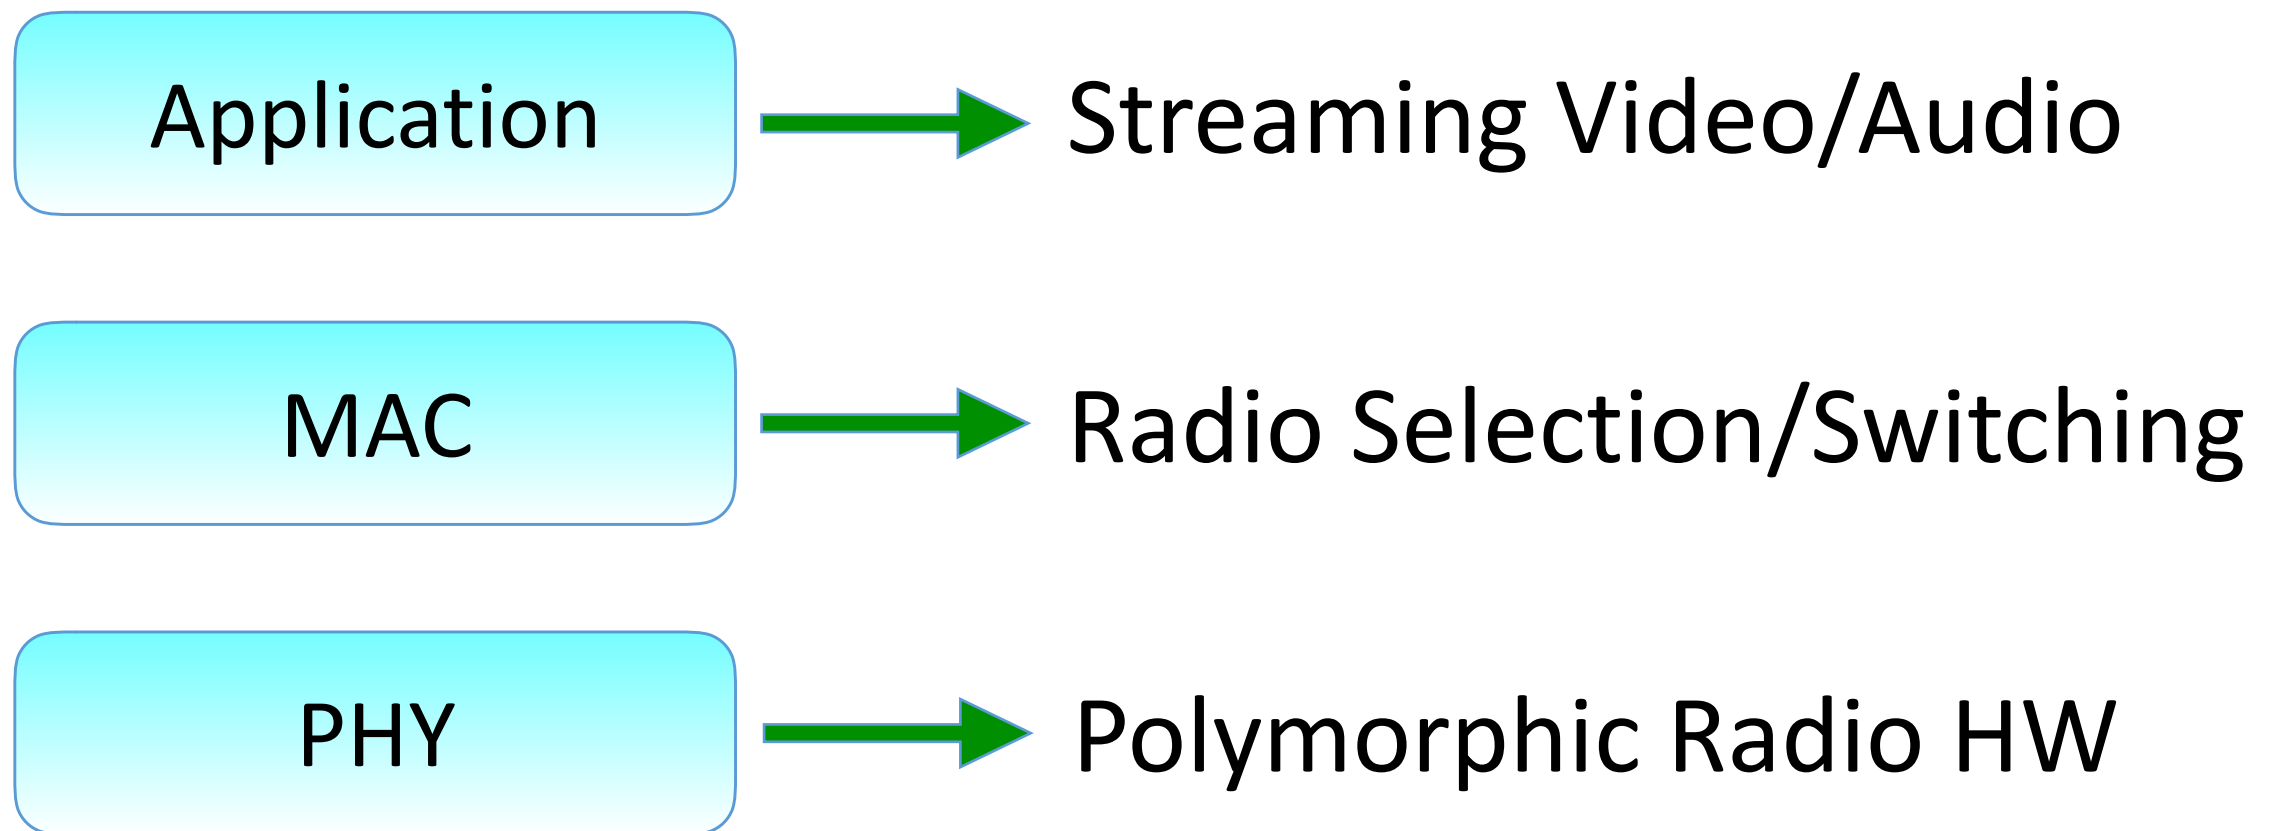 Application
Streaming Video/Audio
MAC
Radio Selection/Switching
PHY
Polymorphic Radio HW